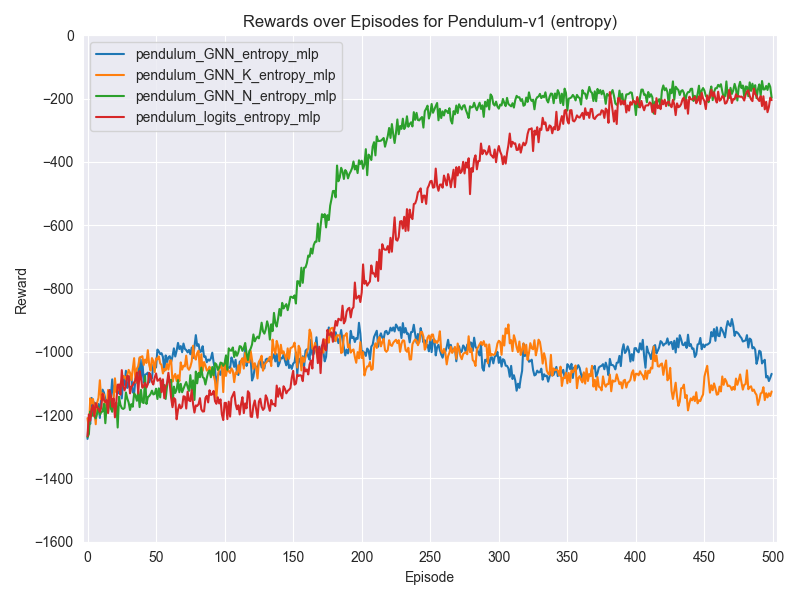 Rewards over Episodes for Pendulum-v1 (entropy)
pendulum_GNN_entropy_mlp
pendulum_GNN_K_entropy_mlp
pendulum_GNN_N_entropy_mlp
pendulum_logits_entropy_mlp
Reward
0
−200
−400
−600
−800
−1000
−1200
−1400
−1600
0 50 100 150 200 250 300 350 400 450 500
Episode